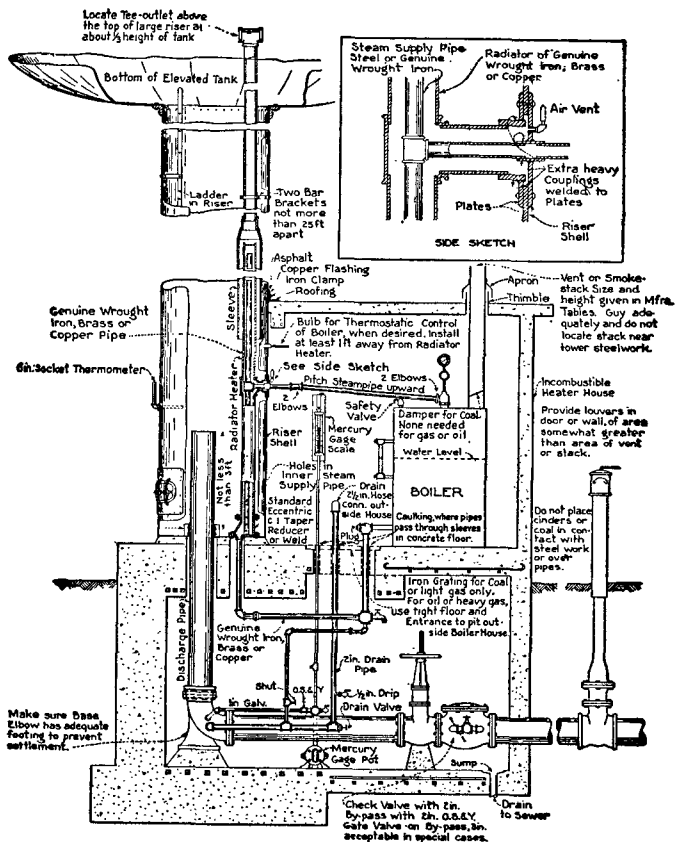 Locate Tee-outlet above
the top of large riser at
about ⅓ height of tank
Bottom of Elevated Tank
Ladder
in Riser
Two Bar
Brackets
not more
than 25ft
apart
Steam Supply Pipe
Steel or Genuine
Wrought Iron
Radiator of Genuine
Wrought Iron, Brass
or Copper
Air Vent
Extra heavy
Couplings
welded to
Plates
Plates
Riser
Shell
SIDE SKETCH
Asphalt
Copper Flashing
Iron Clamp
Roofing
Sleeve
Apron
Thimble
Vent or Smoke-
stack Size and
height given in Mfrs.
Tables. Guy ade-
quately and do not
locate stack near
tower steelwork.
Genuine Wrought
Iron, Brass or
Copper Pipe
Bulb for Thermostatic Control
of Boiler, when desired. Install
at least 1ft away from Radiator
Heater.
See Side Sketch
Pitch Steampipe upward
2 Elbows
2
Elbows
6in. Socket Thermometer
Radiator Heater
Safety
Valve
Damper for Coal
None needed
for gas or oil
Incombustible
Heater House
Provide louvers in
door or wall, of area
somewhat greater
than area of vent
or stack.
Mercury
Gage
Scale
Riser
Shell
Water Level
BOILER
Not less
than 3ft
Holes in
Inner Steam
Supply Pipe
Drain
2½in. Hose
Conn. out-
side House
Standard
Eccentric
C I Taper
Reducer
or Weld
Plug
Caulking, where pipes
pass through sleeves
in concrete floor.
Do not place
cinders or
coal in con-
tact with
steel work
or over
pipes.
Iron Grating for Coal
or light gas only.
For oil or heavy gas,
use tight floor and
Entrance to pit out-
side Boiler House.
Discharge Pipe
Genuine
Wrought Iron,
Brass or
Copper
2in. Drain
Pipe
Shut
O.S.&Y.
1in Galv.
½in. Drip
Drain Valve
Make sure Base
Elbow has adequate
footing to prevent
settlement.
Mercury
Gage Pot
Sump
Drain
to Sewer
Check Valve with 2in.
By-pass with 2in. O.S.&Y.
Gate Valve on By-pass, 3in.
acceptable in special cases.